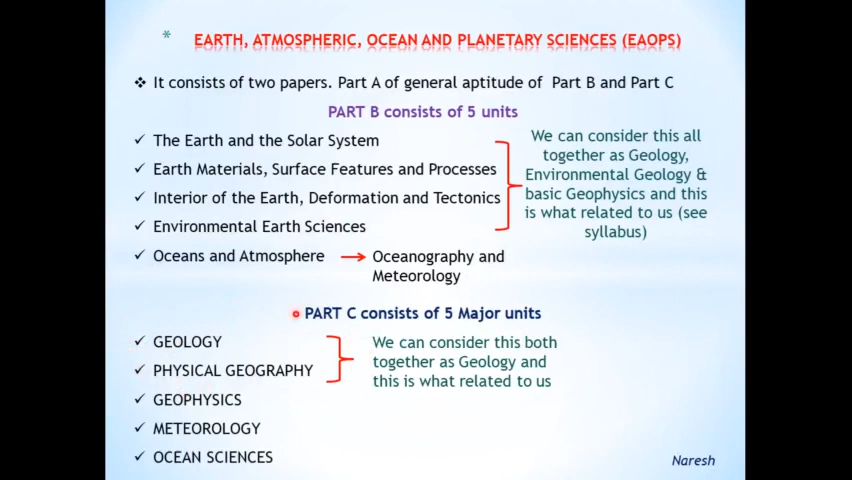 * EARTH, ATMOSPHERIC, OCEAN AND PLANETARY SCIENCES (EAOPS)
❖ It consists of two papers. Part A of general aptitude of Part B and Part C
PART B consists of 5 units
✓ The Earth and the Solar System
✓ Earth Materials, Surface Features and Processes
✓ Interior of the Earth, Deformation and Tectonics
✓ Environmental Earth Sciences
We can consider this all
together as Geology,
Environmental Geology &
basic Geophysics and this
is what related to us (see
syllabus)
✓ Oceans and Atmosphere → Oceanography and
Meteorology
PART C consists of 5 Major units
✓ GEOLOGY
✓ PHYSICAL GEOGRAPHY
We can consider this both
together as Geology and
this is what related to us
✓ GEOPHYSICS
✓ METEOROLOGY
✓ OCEAN SCIENCES
Naresh